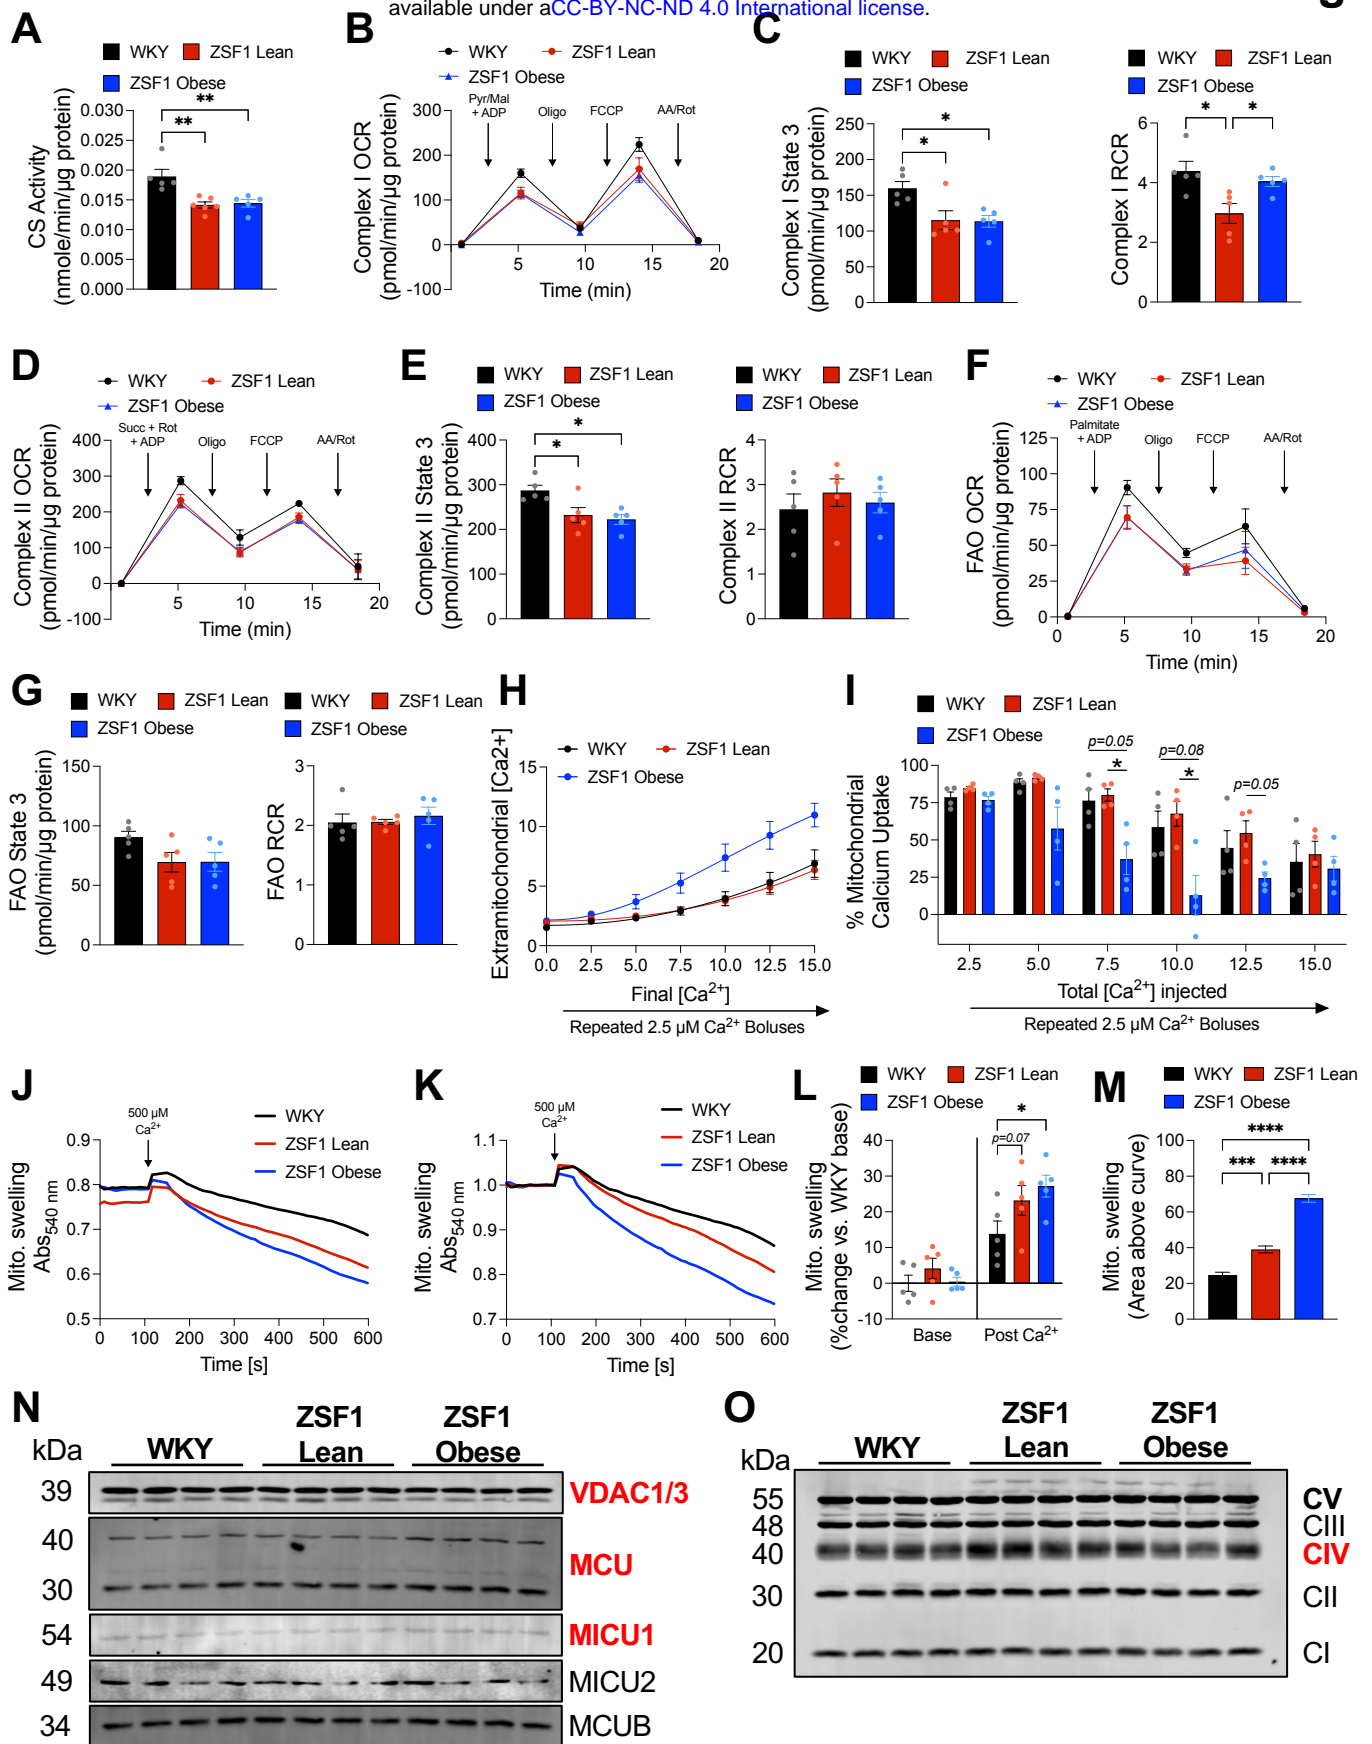 available under aCC-BY-NC-ND 4.0 International license.
A
WKY ZSF1 Lean
ZSF1 Obese
CS Activity
(nmole/min/µg protein)
0.030
0.025
0.020
0.015
0.010
0.005
0.000
**
**
B
WKY ZSF1 Lean
ZSF1 Obese
Complex I OCR
(pmol/min/µg protein)
Pyr/Mal
+ ADP
Oligo FCCP AA/Rot
300
200
100
0
-100
5 10 15 20
Time (min)
C
WKY ZSF1 Lean
ZSF1 Obese
Complex I State 3
(pmol/min/µg protein)
250
200
150
100
50
0
*
*
WKY ZSF1 Lean
ZSF1 Obese
Complex I RCR
6
4
2
0
* *
D
WKY ZSF1 Lean
ZSF1 Obese
Complex II OCR
(pmol/min/µg protein)
Succ + Rot
+ ADP
Oligo FCCP AA/Rot
400
300
200
100
0
-100
5 10 15 20
Time (min)
E
WKY ZSF1 Lean
ZSF1 Obese
Complex II State 3
(pmol/min/µg protein)
400
300
200
100
0
*
*
WKY ZSF1 Lean
ZSF1 Obese
Complex II RCR
4
3
2
1
0
F
WKY ZSF1 Lean
ZSF1 Obese
FAO OCR
(pmol/min/µg protein)
Palmitate
+ ADP
Oligo FCCP AA/Rot
125
100
75
50
25
0
0 5 10 15 20
Time (min)
G
WKY ZSF1 Lean
ZSF1 Obese
FAO State 3
(pmol/min/µg protein)
150
100
50
0
WKY ZSF1 Lean
ZSF1 Obese
FAO RCR
3
2
1
0
H
WKY ZSF1 Lean
ZSF1 Obese
Extramitochondrial [Ca2+]
15
10
5
0
0.0 2.5 5.0 7.5 10.0 12.5 15.0
Final [Ca²⁺]
Repeated 2.5 µM Ca²⁺ Boluses
I
WKY ZSF1 Lean
ZSF1 Obese
% Mitochondrial
Calcium Uptake
100
75
50
25
0
p=0.05
*
p=0.08
*
p=0.05
2.5 5.0 7.5 10.0 12.5 15.0
Total [Ca²⁺] injected
Repeated 2.5 µM Ca²⁺ Boluses
J
500 µM
Ca²⁺
WKY
ZSF1 Lean
ZSF1 Obese
Mito. swelling
Abs540 nm
0.9
0.8
0.7
0.6
0.5
0 100 200 300 400 500 600
Time [s]
K
500 µM
Ca²⁺
WKY
ZSF1 Lean
ZSF1 Obese
Mito. swelling
Abs540 nm
1.1
1.0
0.9
0.8
0.7
0 100 200 300 400 500 600
Time [s]
L
WKY ZSF1 Lean
ZSF1 Obese
Mito. swelling
(%change vs. WKY base)
40
30
20
10
0
-10
*
p=0.07
Base Post Ca²⁺
M
WKY ZSF1 Lean
ZSF1 Obese
Mito. swelling
(Area above curve)
100
80
60
40
20
0
****
*** ****
N
kDa
WKY
ZSF1
Lean
ZSF1
Obese
39 VDAC1/3
40
MCU
30
54 MICU1
49 MICU2
34 MCUB
O
kDa
WKY
ZSF1
Lean
ZSF1
Obese
55 CV
48 CIII
40 CIV
30 CII
20 CI